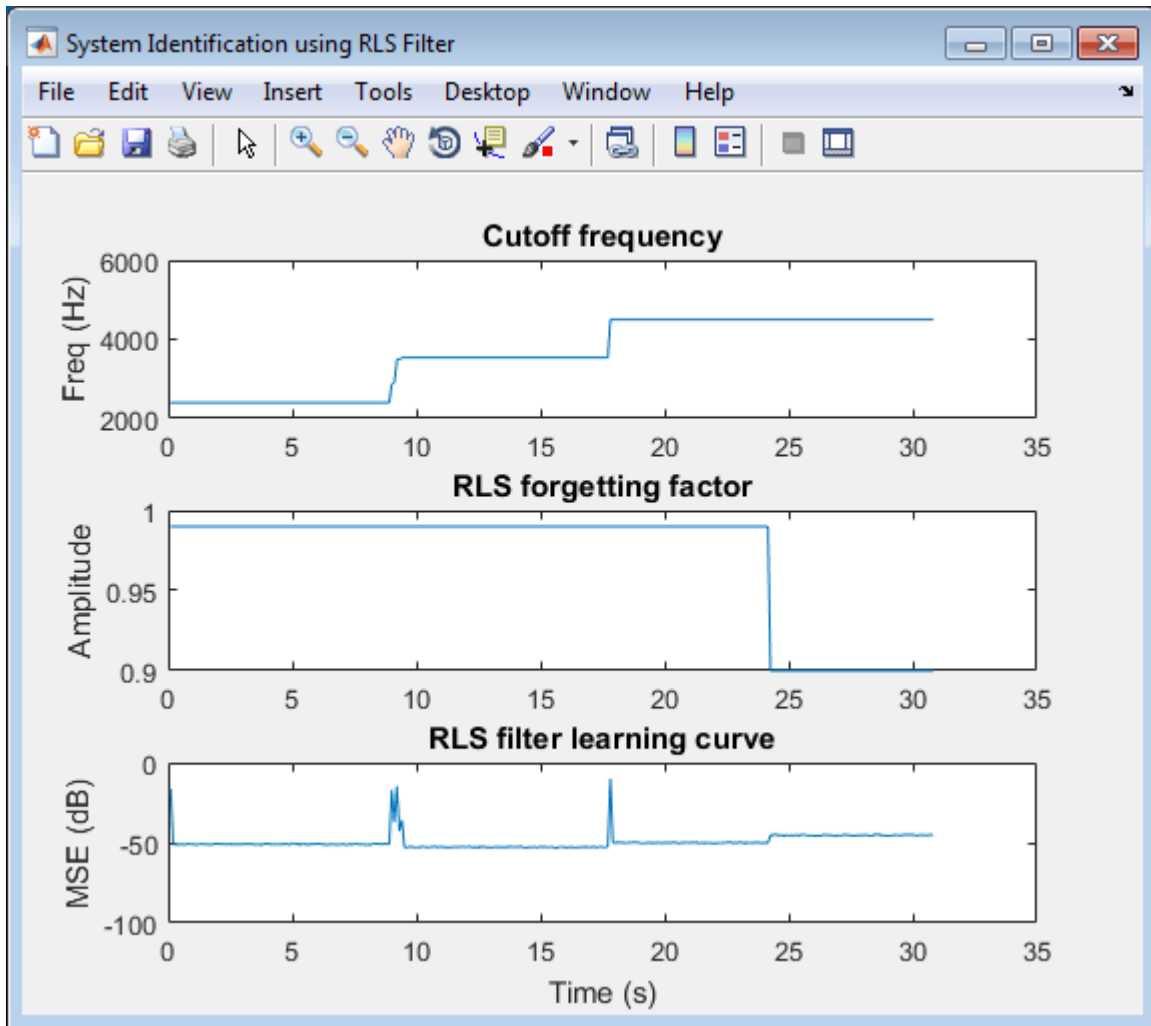 System Identification using RLS Filter
File Edit View Insert Tools Desktop Window Help
Cutoff frequency
6000
4000
2000
Freq (Hz)
0 5 10 15 20 25 30 35
RLS forgetting factor
1
0.95
0.9
Amplitude
0 5 10 15 20 25 30 35
RLS filter learning curve
0
-50
-100
MSE (dB)
0 5 10 15 20 25 30 35
Time (s)